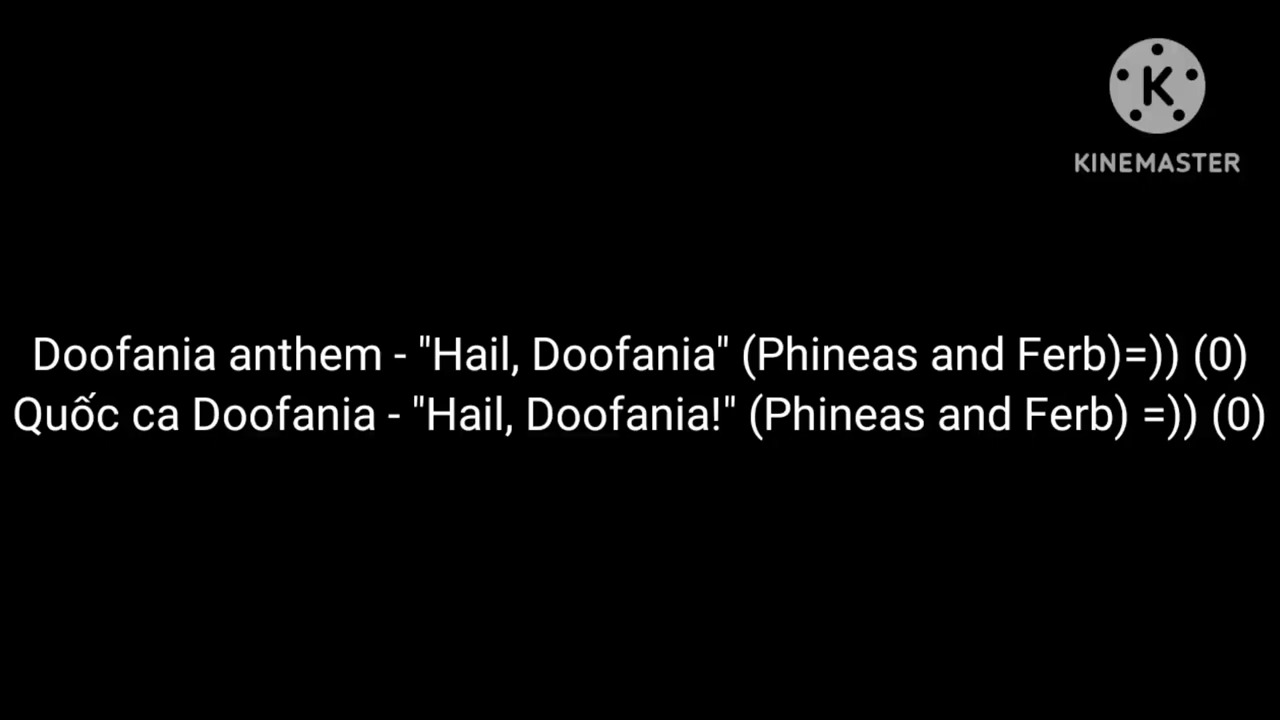 K
KINEMASTER
Doofania anthem - "Hail, Doofania" (Phineas and Ferb)=)) (0)
Quốc ca Doofania - "Hail, Doofania!" (Phineas and Ferb) =)) (0)